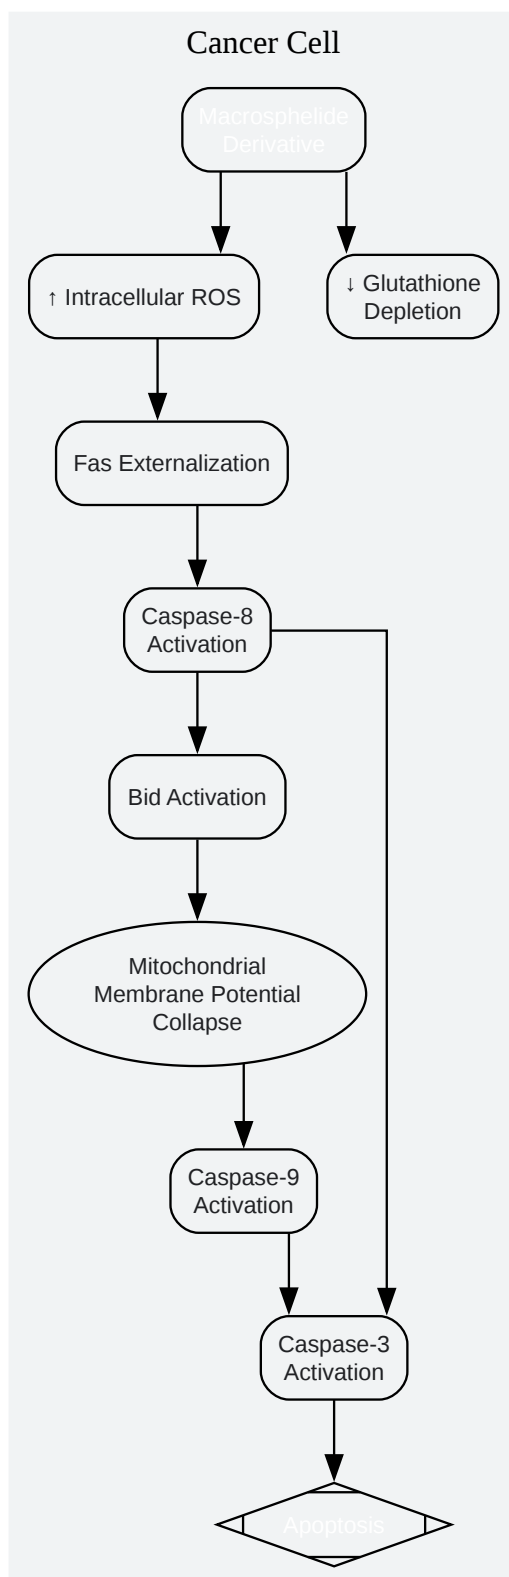 Cancer Cell
Macrosphelide
Derivative
↑ Intracellular ROS
↓ Glutathione
Depletion
Fas Externalization
Caspase-8
Activation
Bid Activation
Mitochondrial
Membrane Potential
Collapse
Caspase-9
Activation
Caspase-3
Activation
Apoptosis